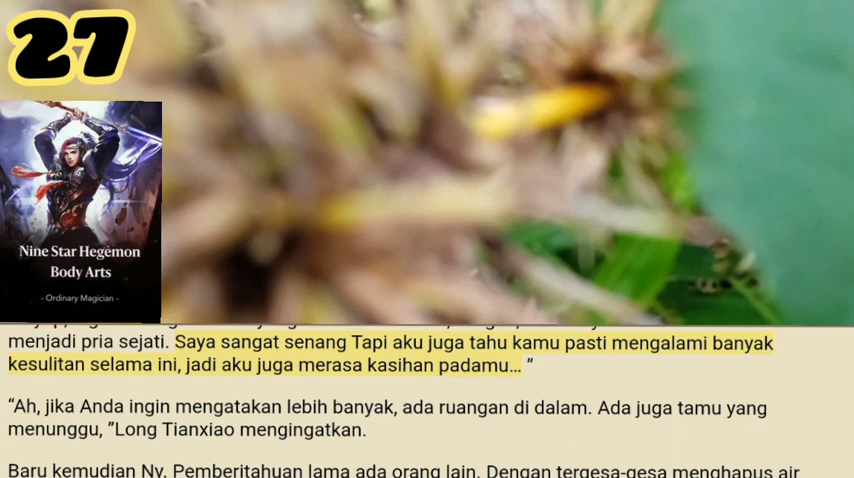 27
Nine Star Hegemon
Body Arts
- Ordinary Magician -
menjadi pria sejati. Saya sangat senang Tapi aku juga tahu kamu pasti mengalami banyak
kesulitan selama ini, jadi aku juga merasa kasihan padamu… ”
“Ah, jika Anda ingin mengatakan lebih banyak, ada ruangan di dalam. Ada juga tamu yang
menunggu, ”Long Tianxiao mengingatkan.
Baru kemudian Ny. Pemberitahuan lama ada orang lain. Dengan tergesa-gesa menghapus air